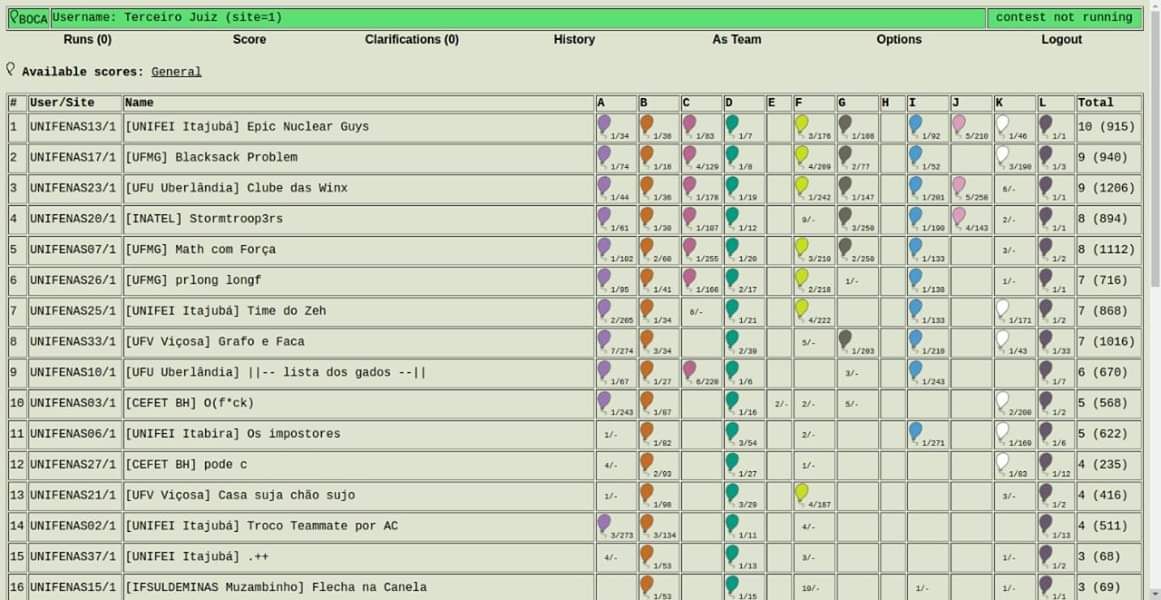 BOCA Username: Terceiro Juiz (site=1) contest not running
Runs (0) Score Clarifications (0) History As Team Options Logout
Available scores: General
# User/Site Name A B C D E F G H I J K L Total
1 UNIFENAS13/1 [UNIFEI Itajubá] Epic Nuclear Guys 1/34 1/38 1/83 1/7 3/176 1/108 1/92 5/210 1/46 1/1 10 (915)
2 UNIFENAS17/1 [UFMG] Blacksack Problem 1/74 1/16 4/129 1/8 4/209 2/77 1/52 3/190 1/3 9 (940)
3 UNIFENAS23/1 [UFU Uberlândia] Clube das Winx 1/44 1/36 1/178 1/19 1/242 1/147 1/201 5/258 6/- 1/1 9 (1206)
4 UNIFENAS20/1 [INATEL] Stormtroop3rs 1/61 1/30 1/107 1/12 9/- 3/250 1/190 4/143 2/- 1/1 8 (894)
5 UNIFENAS07/1 [UFMG] Math com Força 1/102 2/60 1/255 1/20 3/219 2/250 1/133 3/- 1/2 8 (1112)
6 UNIFENAS26/1 [UFMG] prlong longf 1/95 1/41 1/166 2/17 2/218 1/- 1/138 1/- 1/1 7 (716)
7 UNIFENAS25/1 [UNIFEI Itajubá] Time do Zeh 2/205 1/34 6/- 1/21 4/222 1/133 1/171 1/2 7 (868)
8 UNIFENAS33/1 [UFV Viçosa] Grafo e Faca 7/274 3/34 2/39 5/- 1/203 1/210 1/43 1/33 7 (1016)
9 UNIFENAS10/1 [UFU Uberlândia] ||-- lista dos gados --|| 1/67 1/27 6/220 1/6 3/- 1/243 1/7 6 (670)
10 UNIFENAS03/1 [CEFET BH] O(f*ck) 1/243 1/87 1/16 2/- 2/- 5/- 2/200 1/2 5 (568)
11 UNIFENAS06/1 [UNIFEI Itabira] Os impostores 1/- 1/82 3/54 2/- 1/271 1/169 1/6 5 (622)
12 UNIFENAS27/1 [CEFET BH] pode c 4/- 2/93 1/27 1/- 1/83 1/12 4 (235)
13 UNIFENAS21/1 [UFV Viçosa] Casa suja chão sujo 1/- 1/98 3/29 4/187 3/- 1/2 4 (416)
14 UNIFENAS02/1 [UNIFEI Itajubá] Troco Teammate por AC 3/273 3/134 1/11 4/- 1/13 4 (511)
15 UNIFENAS37/1 [UNIFEI Itajubá] .++ 4/- 1/53 1/13 3/- 1/- 1/2 3 (68)
16 UNIFENAS15/1 [IFSULDEMINAS Muzambinho] Flecha na Canela 1/53 1/15 10/- 1/- 1/- 1/1 3 (69)